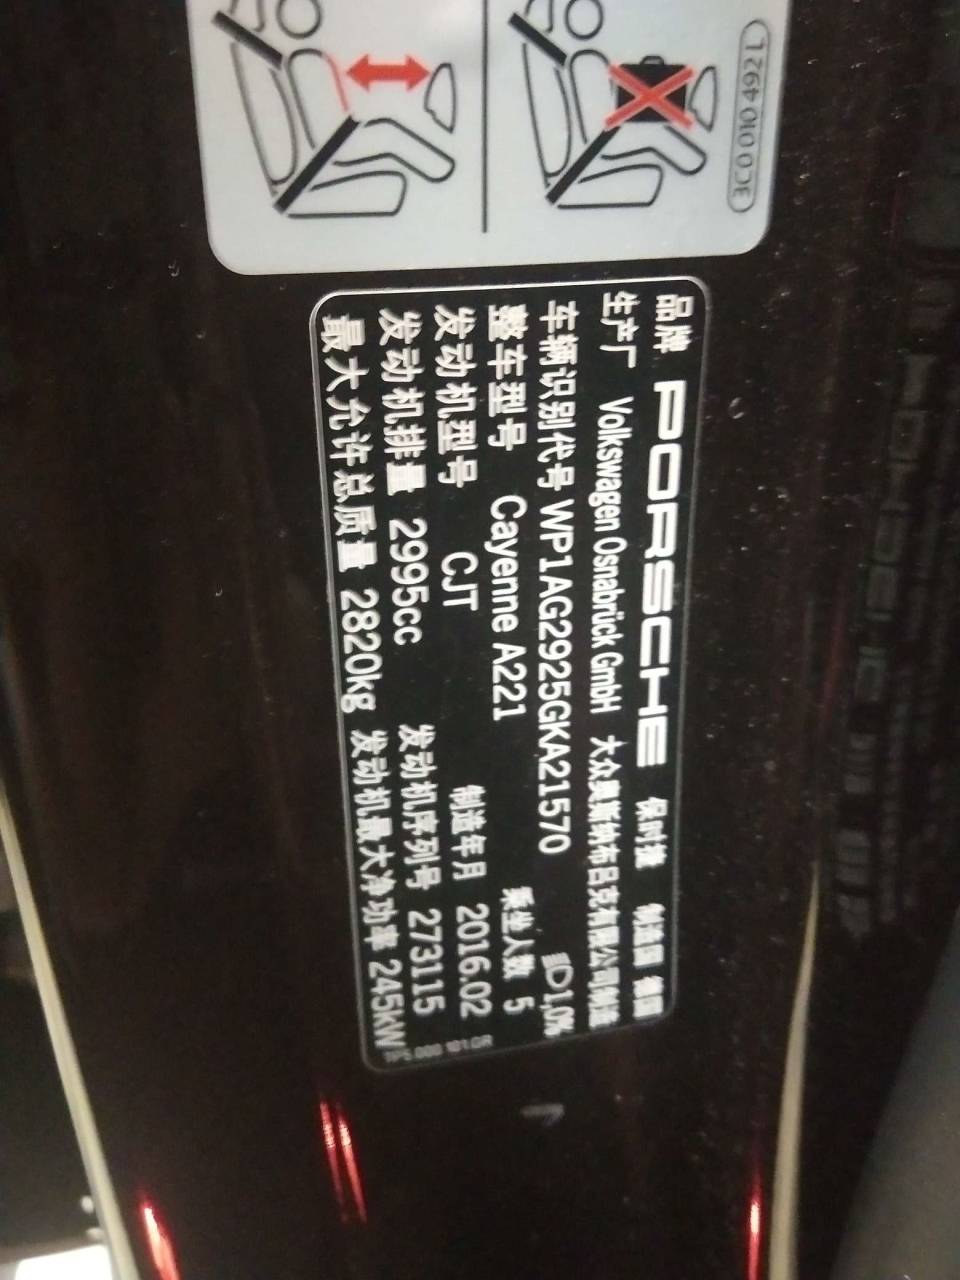 3C0 010 492 L
品牌 PORSCHE 保时捷 制造国 德国
生产厂 Volkswagen Osnabrück GmbH 大众奥斯纳布吕克有限公司制造
车辆识别代号 WP1AG2925GKA21570 1,0%
整车型号 Cayenne A221 乘坐人数 5
发动机型号 CJT 制造年月 2016.02
发动机排量 2995cc 发动机序列号 273115
最大允许总质量 2820kg 发动机最大净功率 245kW